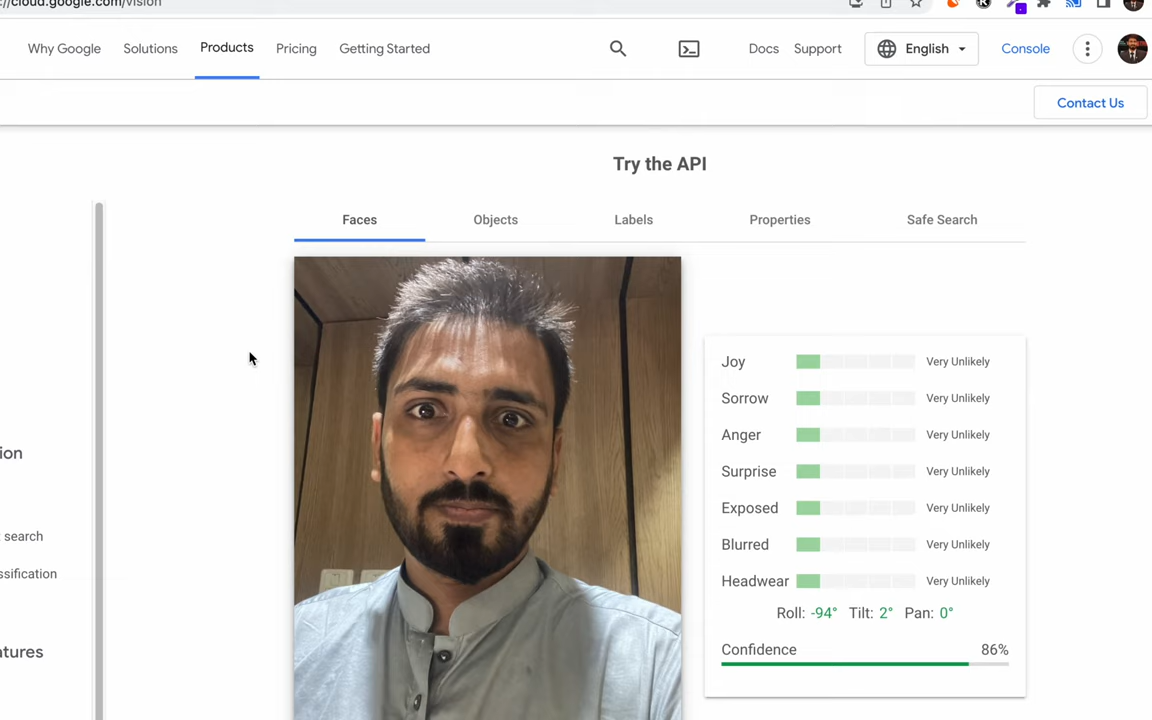 ://cloud.google.com/vision
Why Google Solutions Products Pricing Getting Started Docs Support English Console
Contact Us
Try the API
Faces Objects Labels Properties Safe Search
Joy Very Unlikely
Sorrow Very Unlikely
Anger Very Unlikely
ion
Surprise Very Unlikely
Exposed Very Unlikely
search
Blurred Very Unlikely
ssification
Headwear Very Unlikely
Roll: -94° Tilt: 2° Pan: 0°
atures
Confidence 86%